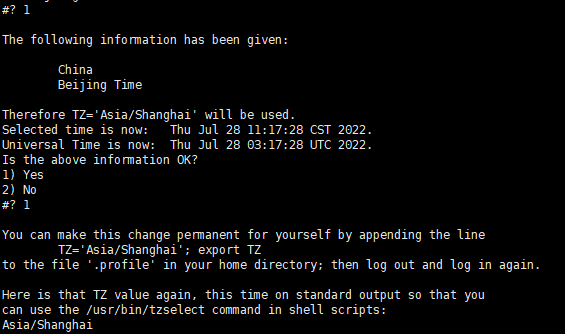 #? 1
The following information has been given:
China
Beijing Time
Therefore TZ='Asia/Shanghai' will be used.
Selected time is now:   Thu Jul 28 11:17:28 CST 2022.
Universal Time is now:  Thu Jul 28 03:17:28 UTC 2022.
Is the above information OK?
1) Yes
2) No
#? 1
You can make this change permanent for yourself by appending the line
TZ='Asia/Shanghai'; export TZ
to the file '.profile' in your home directory; then log out and log in again.
Here is that TZ value again, this time on standard output so that you
can use the /usr/bin/tzselect command in shell scripts:
Asia/Shanghai